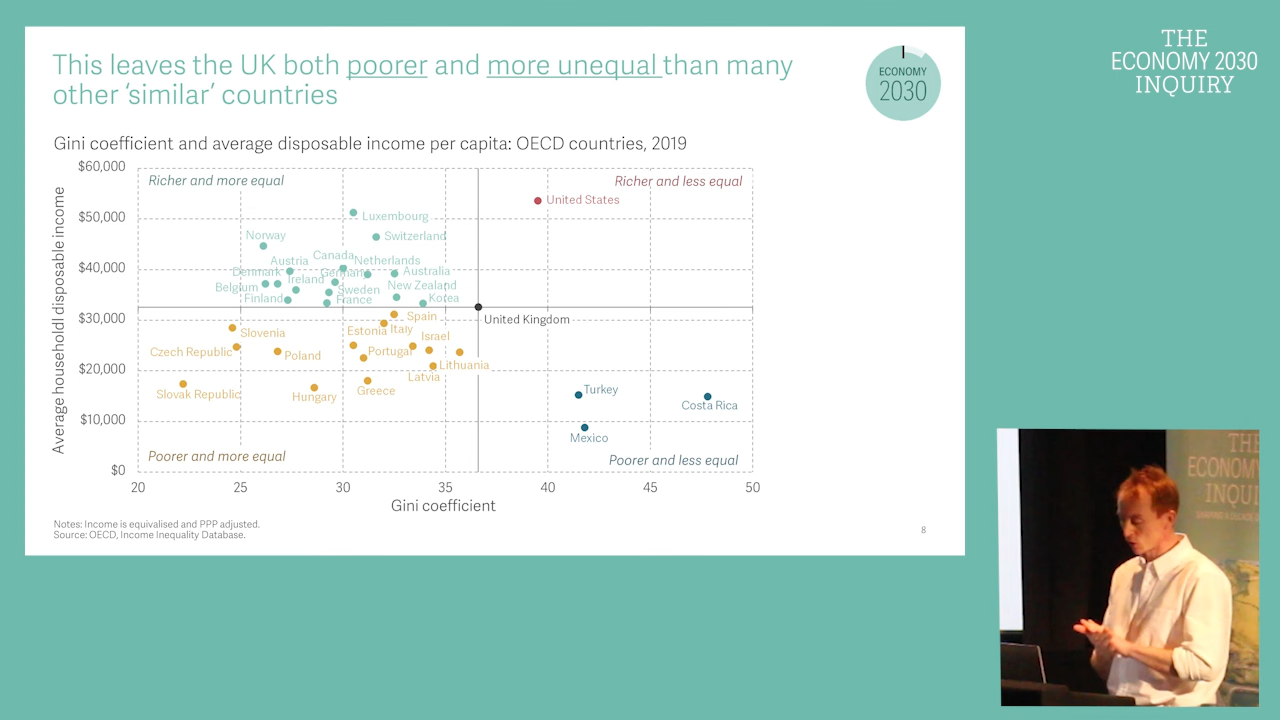 This leaves the UK both poorer and more unequal than many
other ‘similar’ countries
ECONOMY
2030
THE
ECONOMY 2030
INQUIRY
Gini coefficient and average disposable income per capita: OECD countries, 2019
Average householdl disposable income
$60,000
$50,000
$40,000
$30,000
$20,000
$10,000
$0
Richer and more equal
Richer and less equal
United States
Luxembourg
Norway
Switzerland
Canada
Austria
Netherlands
Denmark
Germany
Australia
Ireland
Belgium
New Zealand
Sweden
Finland
France
Korea
Spain
United Kingdom
Slovenia
Estonia
Italy
Israel
Czech Republic
Poland
Portugal
Lithuania
Latvia
Slovak Republic
Hungary
Greece
Turkey
Costa Rica
Mexico
Poorer and more equal
Poorer and less equal
20
25
30
35
40
45
50
Gini coefficient
Notes: Income is equivalised and PPP adjusted.
Source: OECD, Income Inequality Database.
8
THE
ECONOMY
INQUI